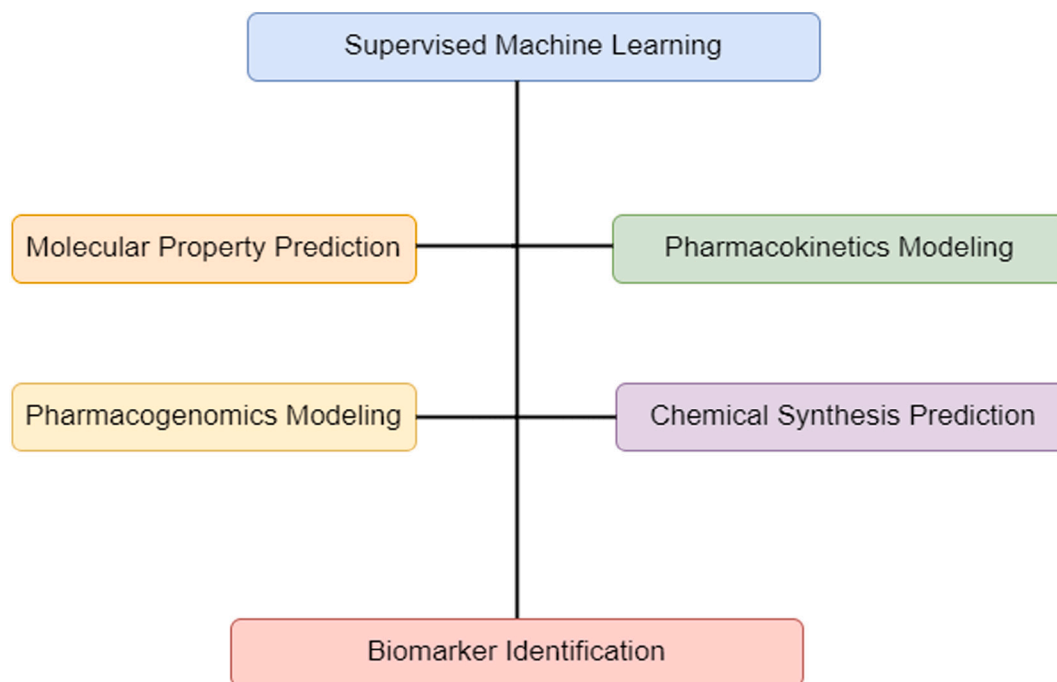 Supervised Machine Learning
Molecular Property Prediction
Pharmacokinetics Modeling
Pharmacogenomics Modeling
Chemical Synthesis Prediction
Biomarker Identification